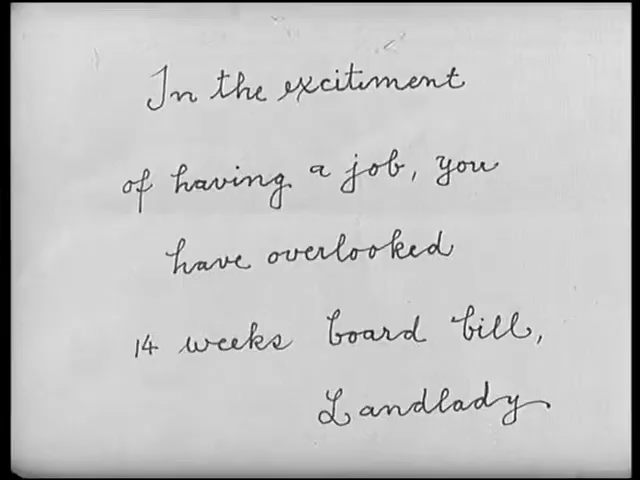 In the excitement
of having a job, you
have overlooked
14 weeks board bill,
Landlady